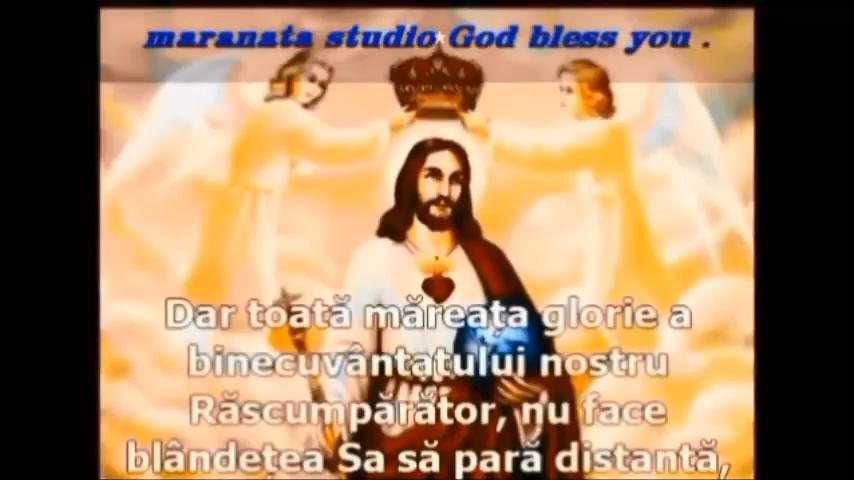 maranata studio God bless you .
Dar toată măreața glorie a
binecuvântatului nostru
Răscumpărător, nu face
blândețea Sa să pară distantă,